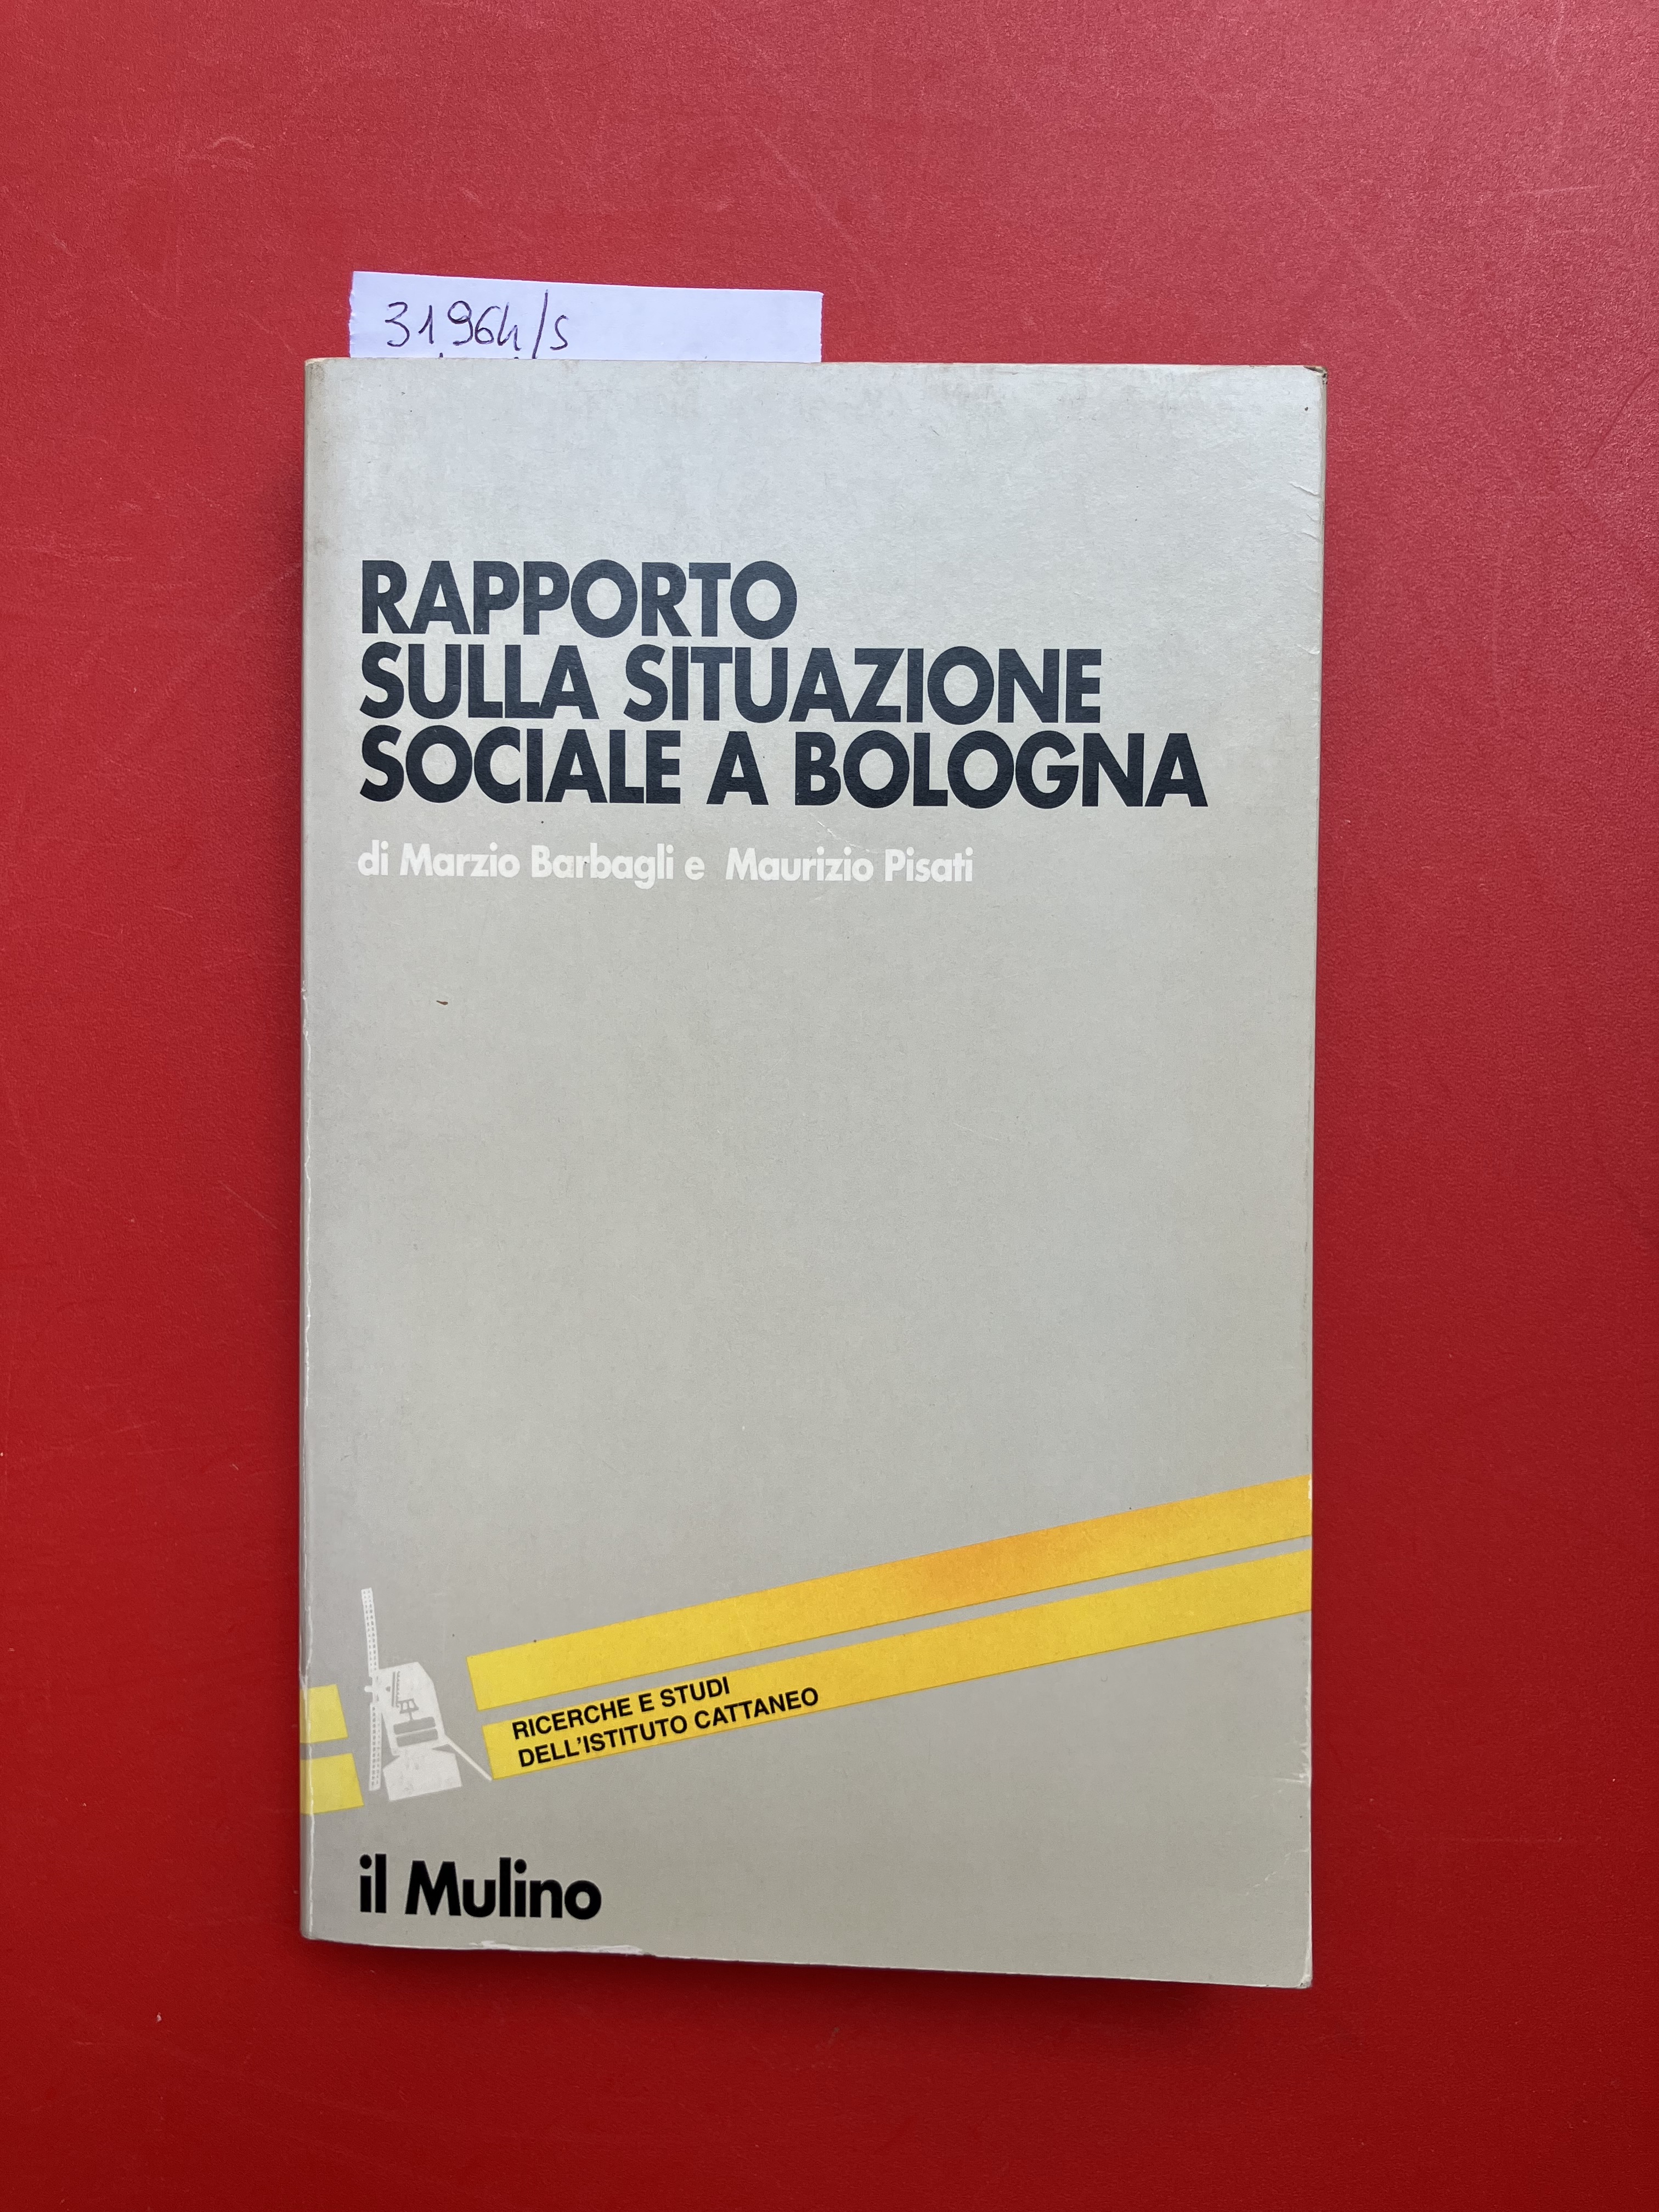 31964/s
RAPPORTO
SULLA SITUAZIONE
SOCIALE A BOLOGNA
di Marzio Barbagli e Maurizio Pisati
RICERCHE E STUDI
DELL'ISTITUTO CATTANEO
il Mulino